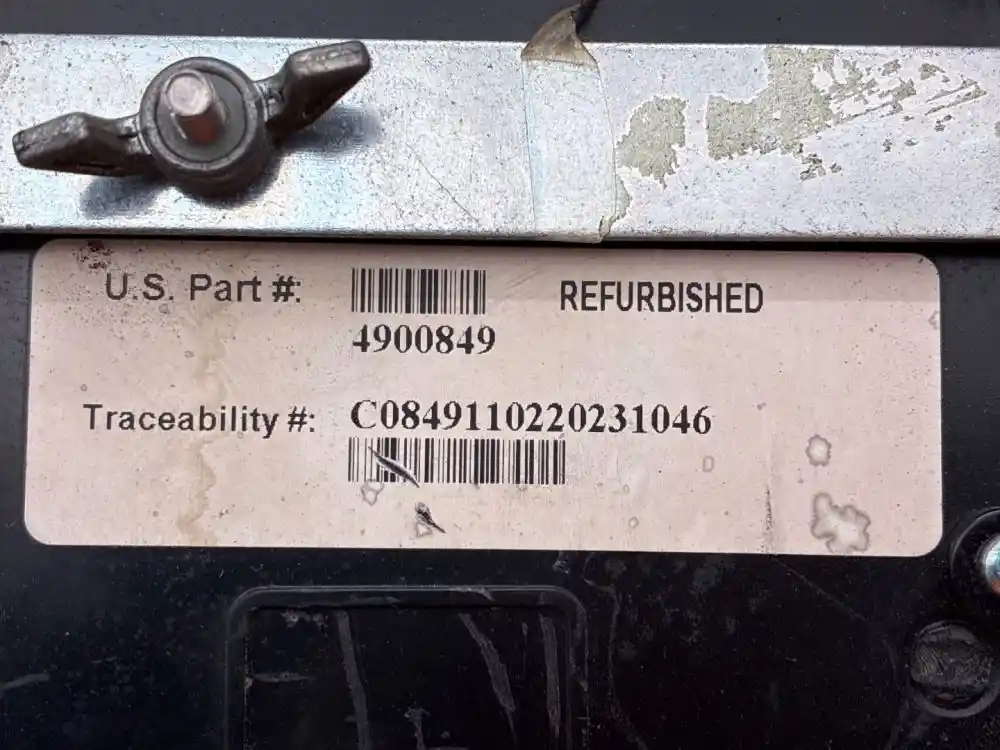 U.S. Part #: REFURBISHED
4900849
Traceability #: C0849110220231046